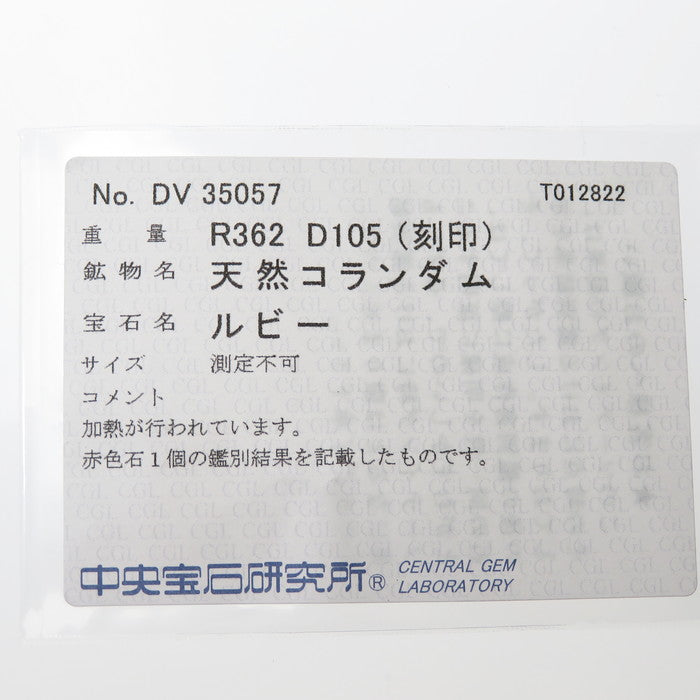 No. DV 35057 T012822
重量 R362 D105（刻印）
鉱物名 天然コランダム
宝石名 ルビー
サイズ 測定不可
コメント
加熱が行われています。
赤色石１個の鑑別結果を記載したものです。
中央宝石研究所® CENTRAL GEM
LABORATORY